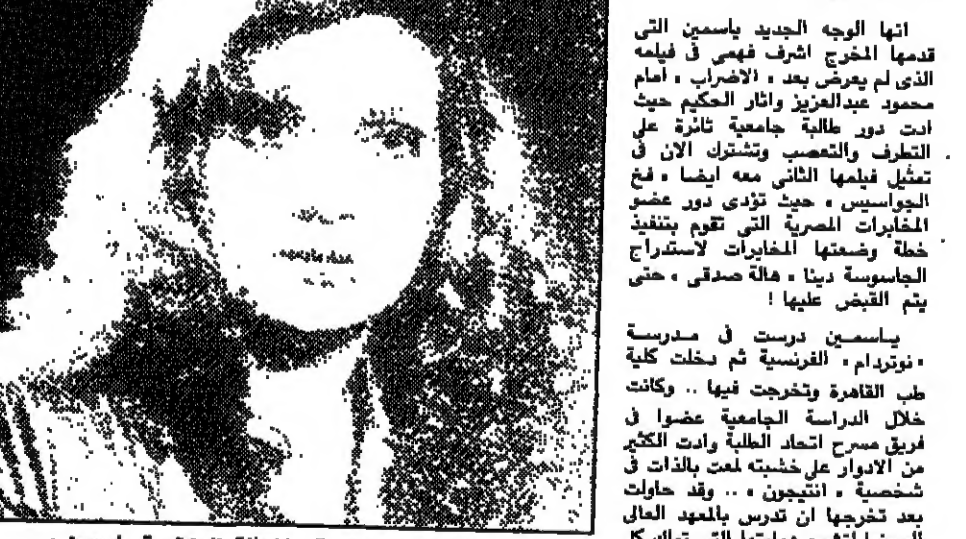 انها الوجه الجديد ياسمين التى
قدمها المخرج اشرف فهمى فى فيلمه
الذى لم يعرض بعد « الاضراب » امام
محمود عبدالعزيز واثار الحكيم حيث
ادت دور طالبة جامعية ثائرة على
التطرف والتعصب وتشترك الان فى
تمثيل فيلمها الثانى معه ايضا « فخ
الجواسيس » حيث تؤدى دور عضو
المخابرات المصرية التى تقوم بتنفيذ
خطة وضعتها المخابرات لاستدراج
الجاسوسة دينا « هالة صدقى » حتى
يتم القبض عليها !
ياسمين درست فى مدرسة
« نوتردام » الفرنسية ثم دخلت كلية
طب القاهرة وتخرجت فيها .. وكانت
خلال الدراسة الجامعية عضوا فى
فريق مسرح اتحاد الطلبة وادت الكثير
من الادوار على خشبته لمعت بالذات فى
شخصية « انتيجون » .. وقد حاولت
بعد تخرجها ان تدرس بالمعهد العالى